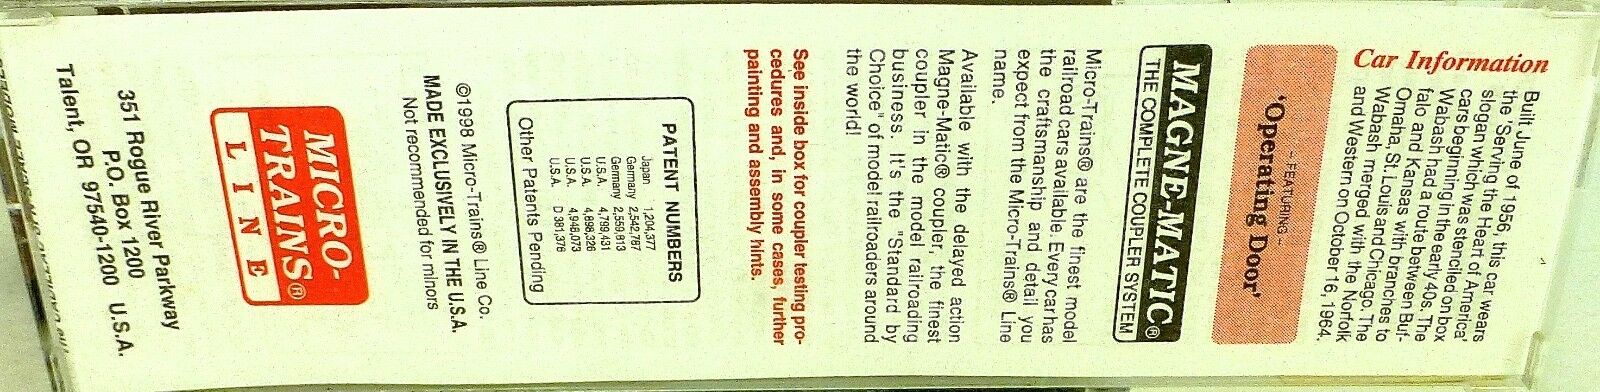 Car Information
Built June of 1956, this car wears
the 'Serving the Heart of America'
slogan which was stenciled on box
cars beginning in the early 40s. The
Wabash had a route between Buf-
falo and Kansas with branches to
Omaha, St. Louis and Chicago. The
Wabash merged with the Norfolk
and Western on October 16, 1964.
- FEATURING -
'Operating Door'
MAGNE-MATIC®
THE COMPLETE COUPLER SYSTEM
Micro-Trains® are the finest model
railroad cars available. Every car has
the craftsmanship and detail you
expect from the Micro-Trains® Line
name.
Available with the delayed action
Magne-Matic® coupler, the finest
coupler in the model railroading
business. It's the "Standard by
Choice" of model railroaders around
the world!
See inside box for coupler testing pro-
cedures and, in some cases, further
painting and assembly hints.
PATENT NUMBERS
Japan 1,204,377
Germany 2,542,787
Germany 2,559,813
U.S.A. 4,799,431
U.S.A. 4,898,326
U.S.A. 4,946,073
U.S.A. D 381,376
Other Patents Pending
©1998 Micro-Trains® Line Co.
MADE EXCLUSIVELY IN THE U.S.A.
Not recommended for minors
MICRO-
TRAINS®
LINE
351 Rogue River Parkway
P.O. Box 1200
Talent, OR 97540-1200 U.S.A.